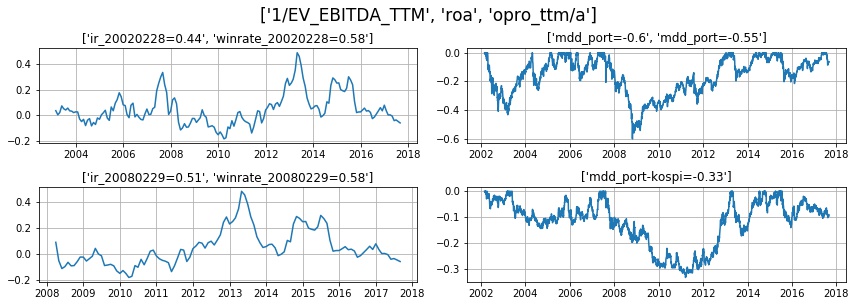 ['1/EV_EBITDA_TTM', 'roa', 'opro_ttm/a']
['ir_20020228=0.44', 'winrate_20020228=0.58']
0.4
0.2
0.0
−0.2
2004 2006 2008 2010 2012 2014 2016 2018
['mdd_port=-0.6', 'mdd_port=-0.55']
0.0
−0.2
−0.4
−0.6
2002 2004 2006 2008 2010 2012 2014 2016 2018
['ir_20080229=0.51', 'winrate_20080229=0.58']
0.4
0.2
0.0
−0.2
2008 2009 2010 2011 2012 2013 2014 2015 2016 2017 2018
['mdd_port-kospi=-0.33']
0.0
−0.1
−0.2
−0.3
2002 2004 2006 2008 2010 2012 2014 2016 2018